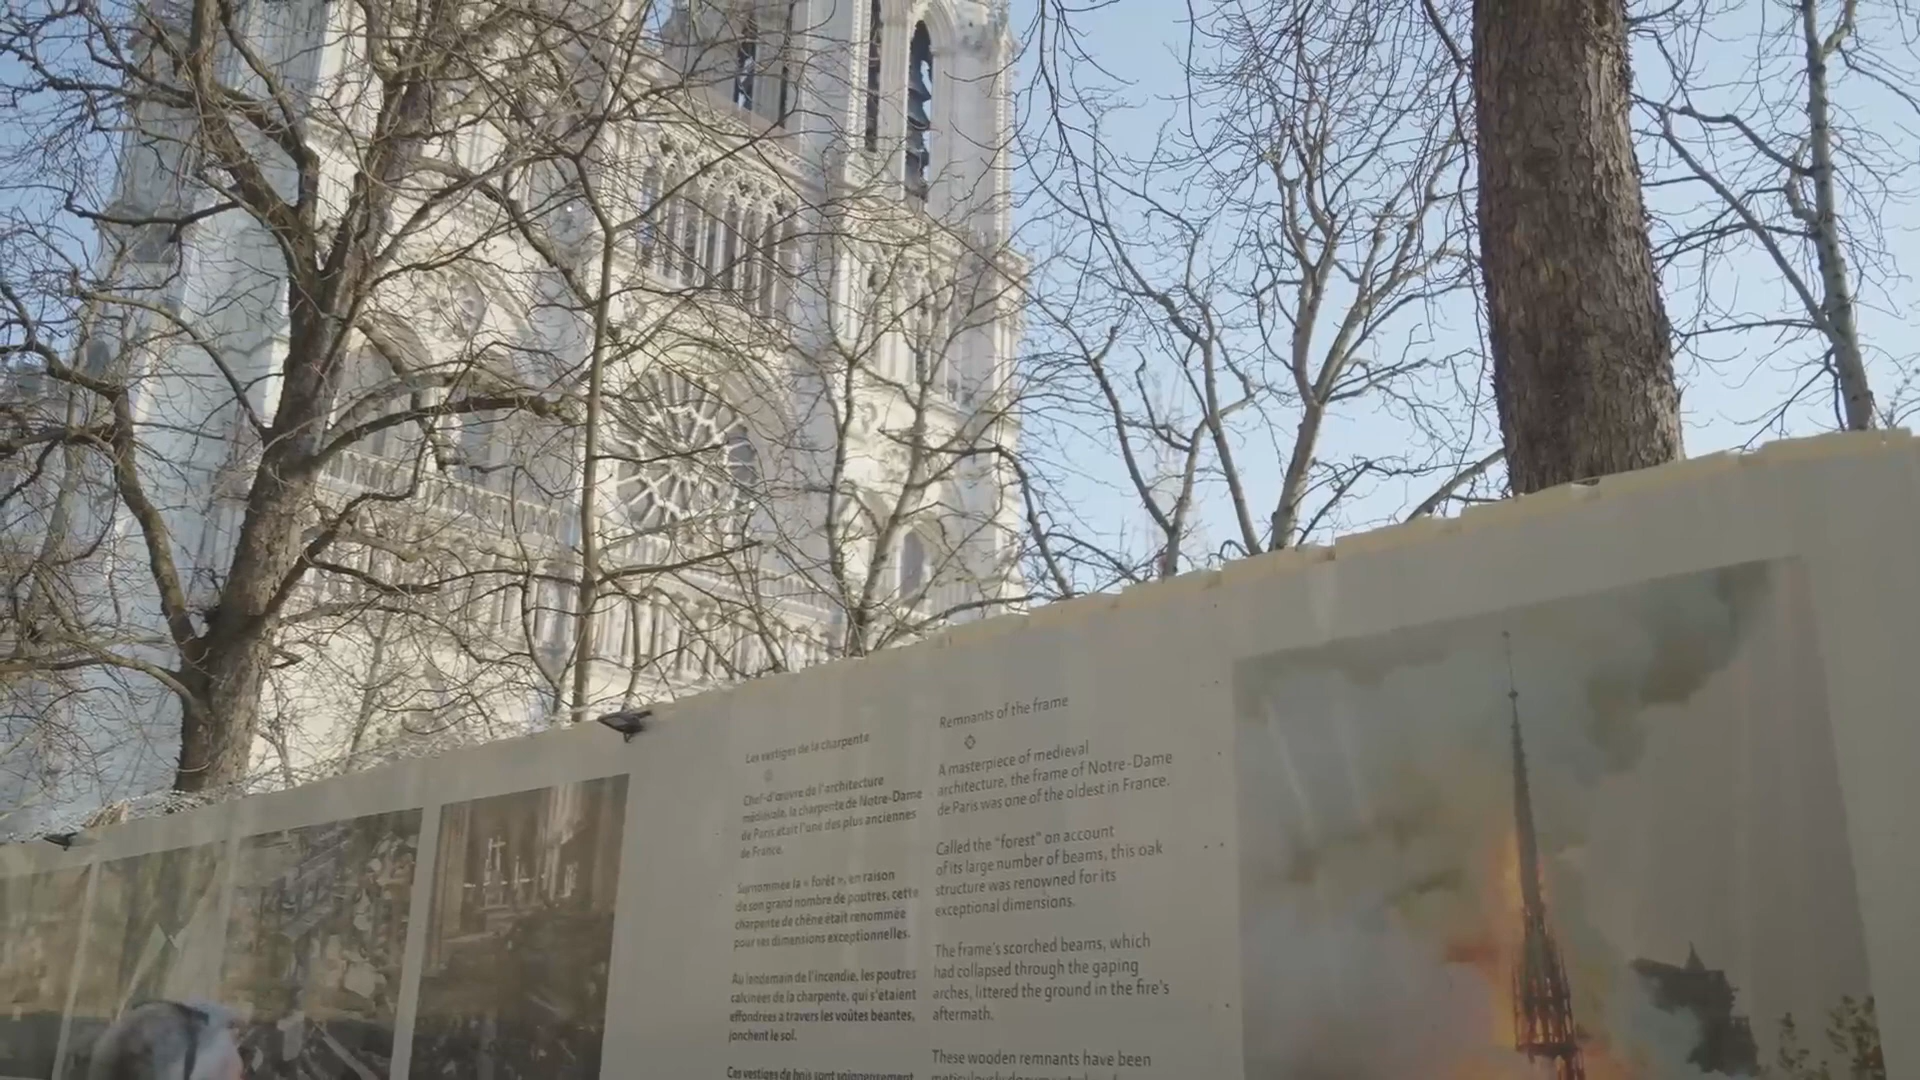 Les vestiges de la charpente
Chef-d'œuvre de l'architecture
médiévale, la charpente de Notre-Dame
de Paris était l'une des plus anciennes
de France.
Surnommée la « forêt », en raison
de son grand nombre de poutres, cette
charpente de chêne était renommée
pour ses dimensions exceptionnelles.
Au lendemain de l'incendie, les poutres
calcinées de la charpente, qui s'étaient
effondrées à travers les voûtes béantes,
jonchent le sol.
Ces vestiges de bois sont soigneusement
Remnants of the frame
A masterpiece of medieval
architecture, the frame of Notre-Dame
de Paris was one of the oldest in France.
Called the "forest" on account
of its large number of beams, this oak
structure was renowned for its
exceptional dimensions.
The frame's scorched beams, which
had collapsed through the gaping
arches, littered the ground in the fire's
aftermath.
These wooden remnants have been